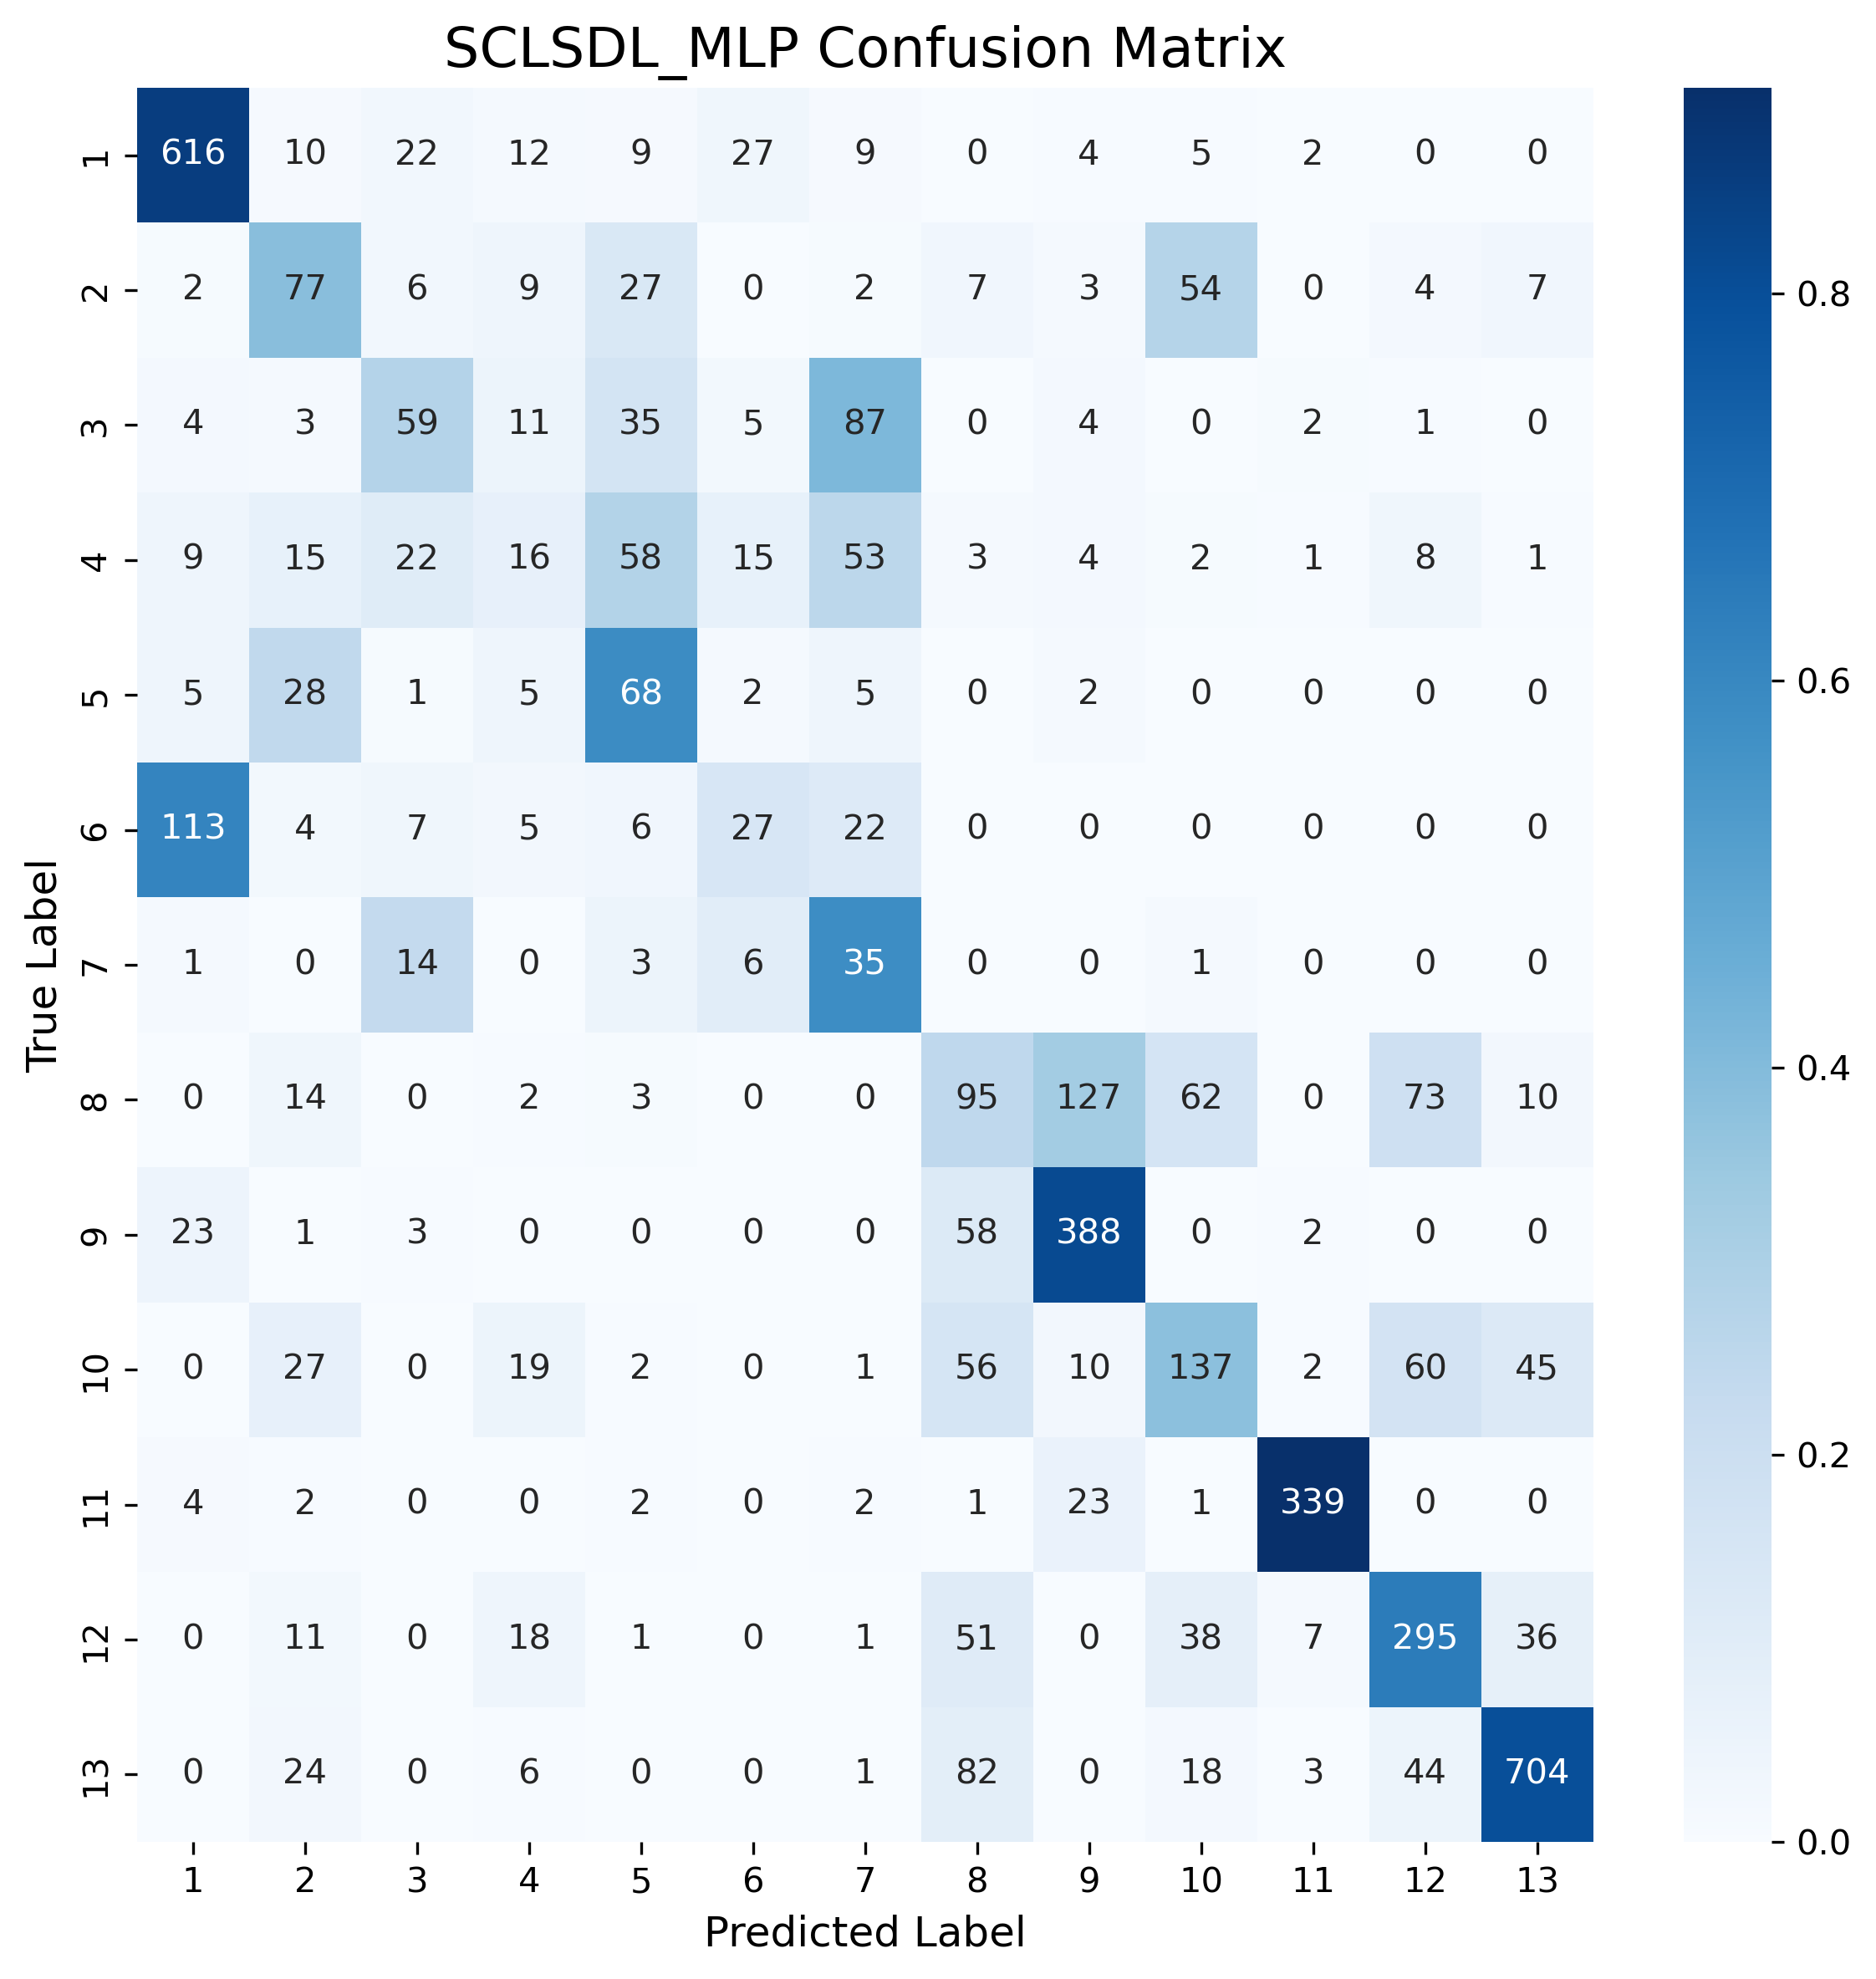 SCLSDL_MLP Confusion Matrix
1 616 10 22 12 9 27 9 0 4 5 2 0 0
2 2 77 6 9 27 0 2 7 3 54 0 4 7
3 4 3 59 11 35 5 87 0 4 0 2 1 0
4 9 15 22 16 58 15 53 3 4 2 1 8 1
5 5 28 1 5 68 2 5 0 2 0 0 0 0
6 113 4 7 5 6 27 22 0 0 0 0 0 0
7 1 0 14 0 3 6 35 0 0 1 0 0 0
8 0 14 0 2 3 0 0 95 127 62 0 73 10
9 23 1 3 0 0 0 0 58 388 0 2 0 0
10 0 27 0 19 2 0 1 56 10 137 2 60 45
11 4 2 0 0 2 0 2 1 23 1 339 0 0
12 0 11 0 18 1 0 1 51 0 38 7 295 36
13 0 24 0 6 0 0 1 82 0 18 3 44 704
1 2 3 4 5 6 7 8 9 10 11 12 13
Predicted Label
True Label
0.8
0.6
0.4
0.2
0.0